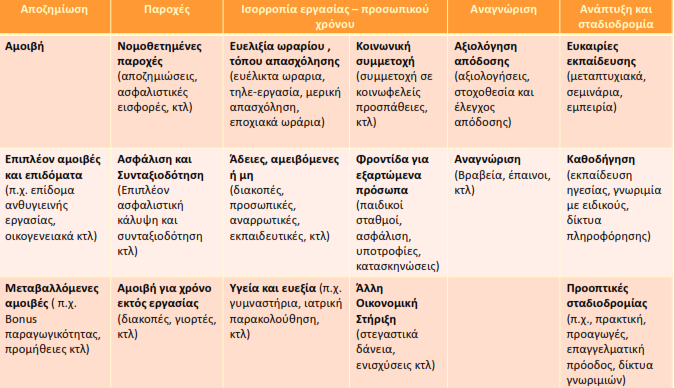 Αποζημίωση
Παροχές
Ισορροπία εργασίας – προσωπικού
χρόνου
Αναγνώριση
Ανάπτυξη και
σταδιοδρομία
Αμοιβή
Νομοθετημένες
παροχές
(αποζημιώσεις,
ασφαλιστικές
εισφορές, κτλ)
Ευελιξία ωραρίου ,
τόπου απασχόλησης
(ευέλικτα ωραρια,
τηλε-εργασία, μερική
απασχόληση,
εποχιακά ωράρια)
Κοινωνική
συμμετοχή
(συμμετοχή σε
κοινωφελείς
προσπάθειες,
κτλ)
Αξιολόγηση
απόδοσης
(αξιολογήσεις,
στοχοθεσία και
έλεγχος
απόδοσης)
Ευκαιρίες
εκπαίδευσης
(μεταπτυχιακά,
σεμινάρια,
εμπειρία)
Επιπλέον αμοιβές
και επιδόματα
(π.χ. επίδομα
ανθυγιεινής
εργασίας,
οικογενειακά κτλ)
Ασφάλιση και
Συνταξιοδότηση
(Επιπλέον
ασφαλιστική
κάλυψη και
συνταξιοδότηση
κτλ)
Άδειες, αμειβόμενες
ή μη
(διακοπές,
προσωπικές,
αναρρωτικές,
εκπαιδευτικές, κτλ)
Φροντίδα για
εξαρτώμενα
πρόσωπα
(παιδικοί
σταθμοί,
ασφάλιση,
υποτροφίες,
κατασκηνώσεις)
Αναγνώριση
(Βραβεία, έπαινοι,
κτλ)
Καθοδήγηση
(εκπαίδευση
ηγεσίας, γνωριμία
με ειδικούς,
δίκτυα
πληροφόρησης)
Μεταβαλλόμενες
αμοιβές ( π.χ.
Bonus
παραγωγικότητας,
προμήθειες κτλ)
Αμοιβή για χρόνο
εκτός εργασίας
(διακοπές, γιορτές,
κτλ)
Υγεία και ευεξία (π.χ.
γυμναστήρια, ιατρική
παρακολούθηση,
κτλ)
Άλλη
Οικονομική
Στήριξη
(στεγαστικά
δάνεια,
ενισχύσεις κτλ)
Προοπτικές
σταδιοδρομίας
(π.χ., πρακτική,
προαγωγές,
επαγγελματική
πρόοδος, δίκτυα
γνωριμιών)